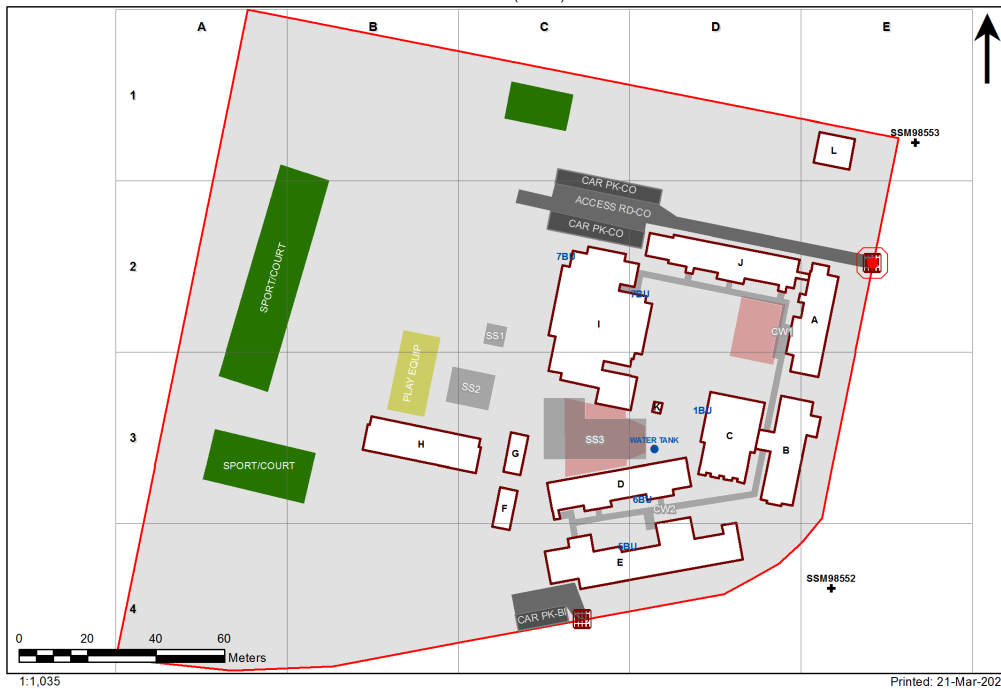 A B C D E
1
SSM98553
L
CAR PK-CO
ACCESS RD-CO
CAR PK-CO
SPORT/COURT
2
7BU
J
7BU
A
I
CW1
SS1
PLAY EQUIP
SS2
K
1BU
3
H
G
SS3
WATER TANK
C
B
SPORT/COURT
D
F
6BU
CW2
E
SSM98552
4
CAR PK-BI
0 20 40 60
Meters
1:1,035
Printed: 21-Mar-202